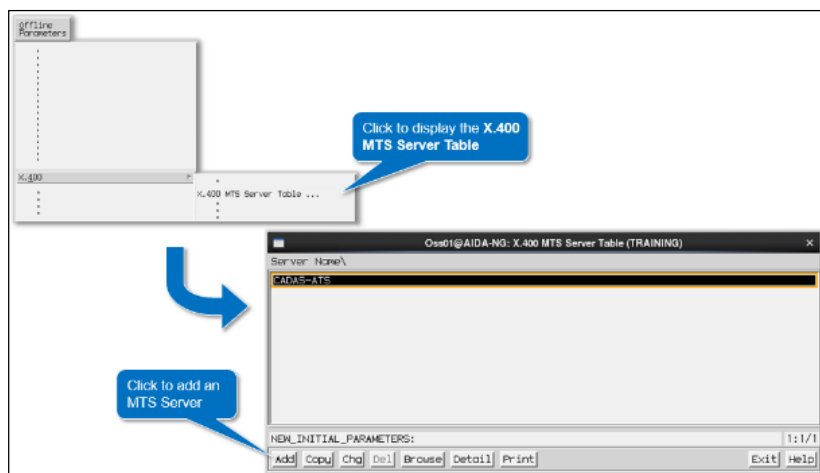 Offline
Parameters
X.400
X.400 MTS Server Table ...
Click to display the X.400
MTS Server Table
Oss01@AIDA-NG: X.400 MTS Server Table (TRAINING)
Server Name\
CADAS-ATS
Click to add an
MTS Server
NEW_INITIAL_PARAMETERS:
1:1/1
Add Copy Chg Del Browse Detail Print Exit Help